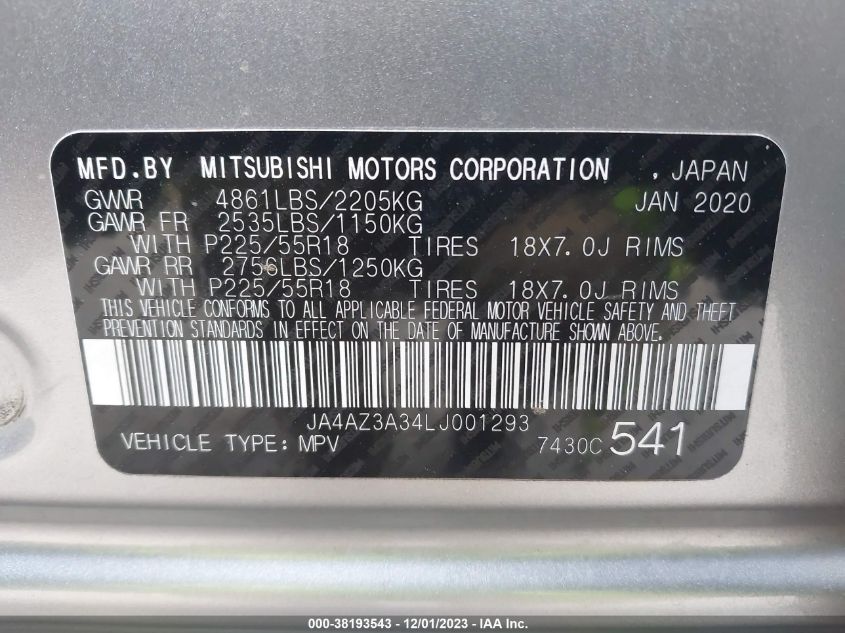 MFD.BY MITSUBISHI MOTORS CORPORATION , JAPAN
GVWR 4861LBS/2205KG JAN 2020
GAWR FR 2535LBS/1150KG
WITH P225/55R18 TIRES 18X7.0J RIMS
GAWR RR 2756LBS/1250KG
WITH P225/55R18 TIRES 18X7.0J RIMS
THIS VEHICLE CONFORMS TO ALL APPLICABLE FEDERAL MOTOR VEHICLE SAFETY AND THEFT
PREVENTION STANDARDS IN EFFECT ON THE DATE OF MANUFACTURE SHOWN ABOVE.
JA4AZ3A34LJ001293
VEHICLE TYPE: MPV 7430C 541
000-38193543 - 12/01/2023 - IAA Inc.